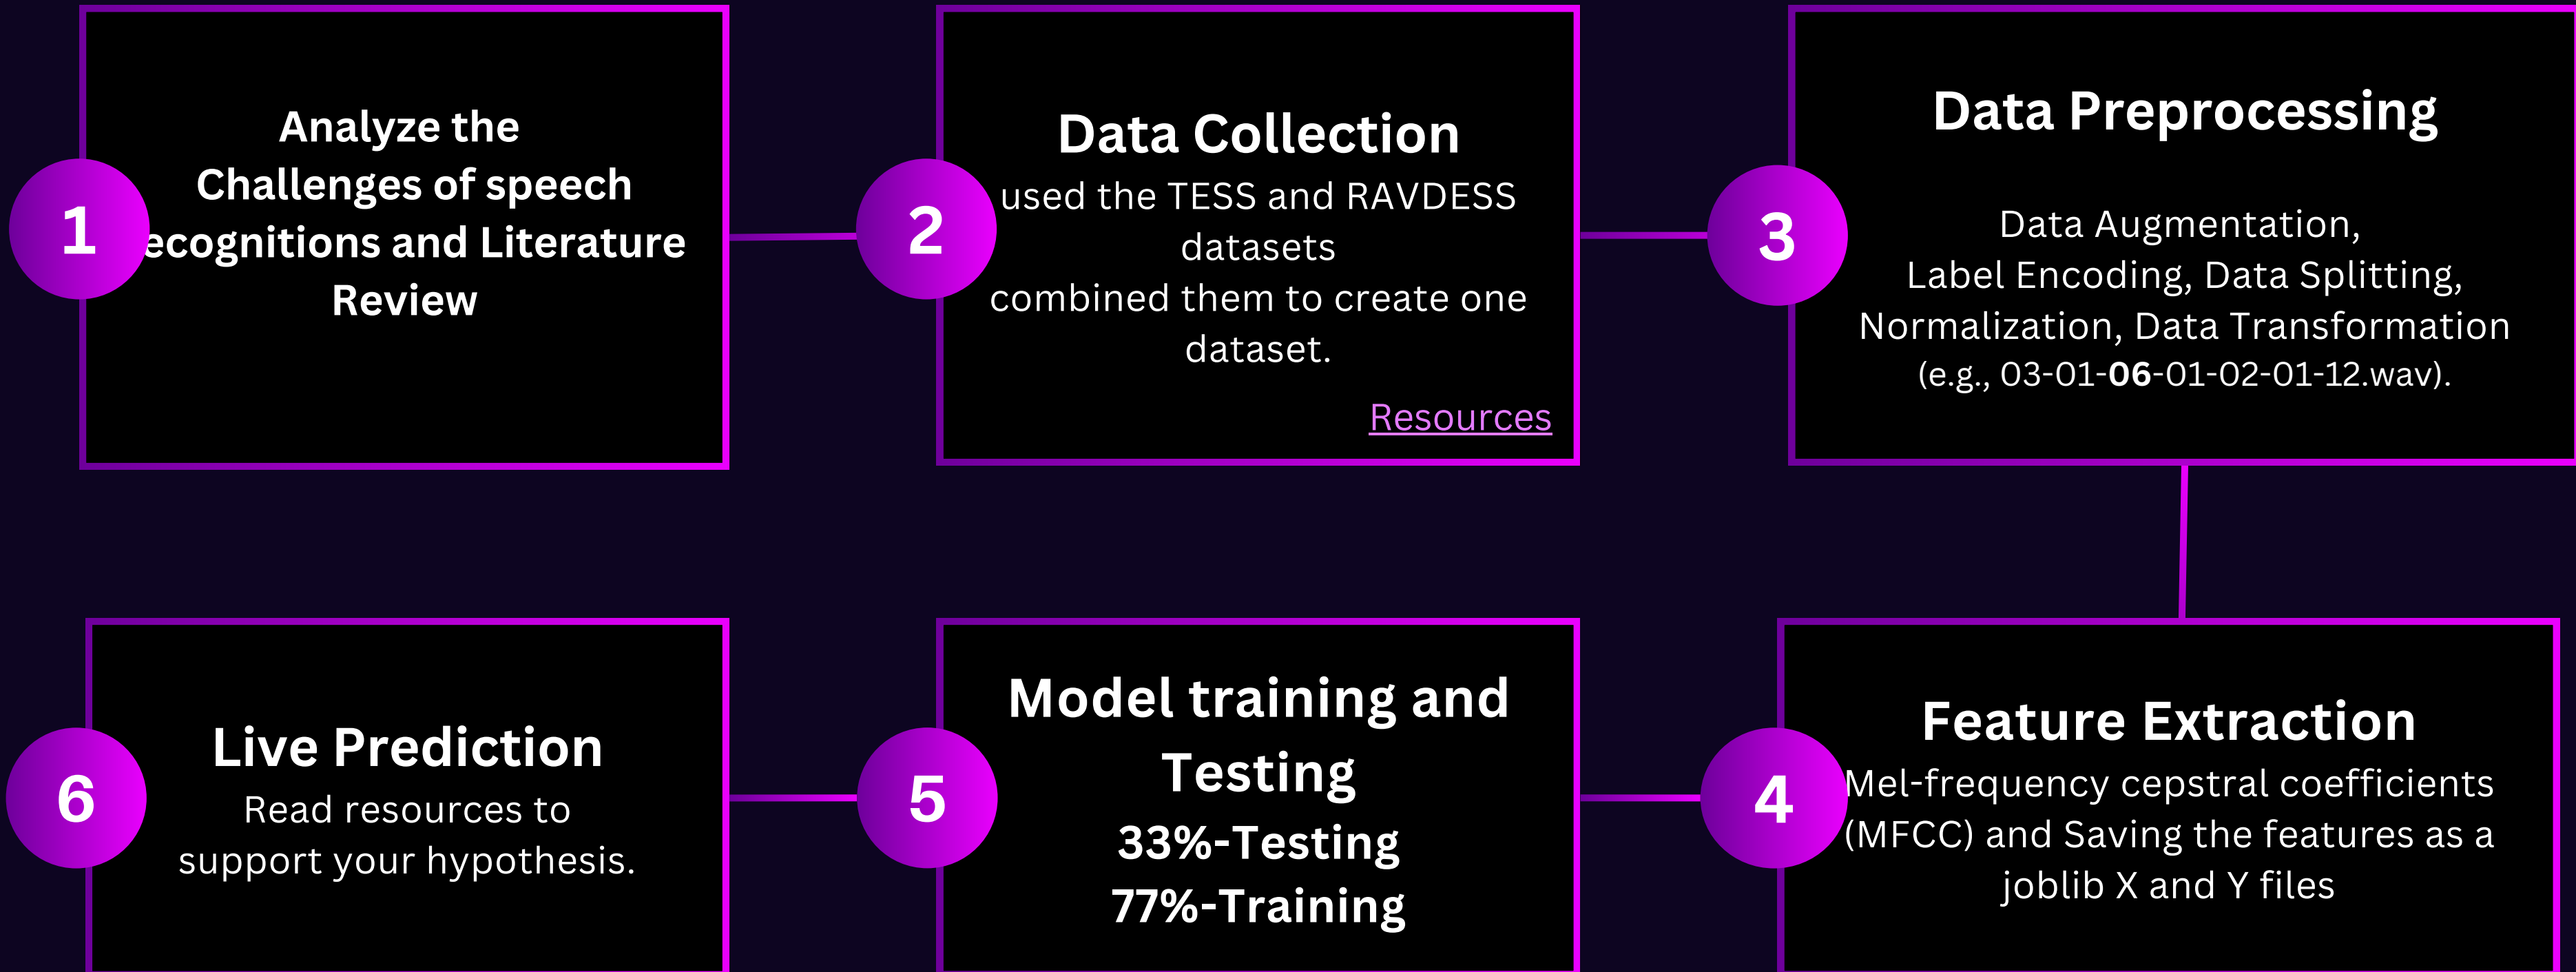 1
Analyze the
Challenges of speech
ecognitions and Literature
Review
2
Data Collection
used the TESS and RAVDESS
datasets
combined them to create one
dataset.
Resources
3
Data Preprocessing
Data Augmentation,
Label Encoding, Data Splitting,
Normalization, Data Transformation
(e.g., 03-01-06-01-02-01-12.wav).
4
Feature Extraction
Mel-frequency cepstral coefficients
(MFCC) and Saving the features as a
joblib X and Y files
5
Model training and
Testing
33%-Testing
77%-Training
6
Live Prediction
Read resources to
support your hypothesis.